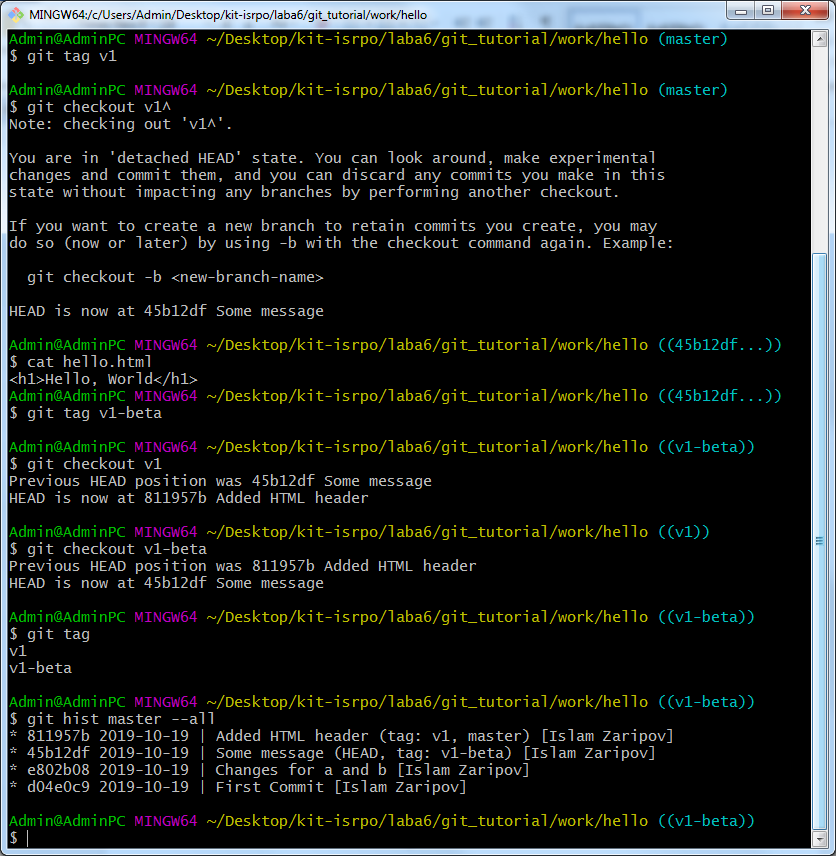 MINGW64:/c/Users/Admin/Desktop/kit-isrpo/laba6/git_tutorial/work/hello
Admin@AdminPC MINGW64 ~/Desktop/kit-isrpo/laba6/git_tutorial/work/hello (master)
$ git tag v1
Admin@AdminPC MINGW64 ~/Desktop/kit-isrpo/laba6/git_tutorial/work/hello (master)
$ git checkout v1^
Note: checking out 'v1^'.
You are in 'detached HEAD' state. You can look around, make experimental
changes and commit them, and you can discard any commits you make in this
state without impacting any branches by performing another checkout.
If you want to create a new branch to retain commits you create, you may
do so (now or later) by using -b with the checkout command again. Example:
git checkout -b <new-branch-name>
HEAD is now at 45b12df Some message
Admin@AdminPC MINGW64 ~/Desktop/kit-isrpo/laba6/git_tutorial/work/hello ((45b12df...))
$ cat hello.html
<h1>Hello, World</h1>
Admin@AdminPC MINGW64 ~/Desktop/kit-isrpo/laba6/git_tutorial/work/hello ((45b12df...))
$ git tag v1-beta
Admin@AdminPC MINGW64 ~/Desktop/kit-isrpo/laba6/git_tutorial/work/hello ((v1-beta))
$ git checkout v1
Previous HEAD position was 45b12df Some message
HEAD is now at 811957b Added HTML header
Admin@AdminPC MINGW64 ~/Desktop/kit-isrpo/laba6/git_tutorial/work/hello ((v1))
$ git checkout v1-beta
Previous HEAD position was 811957b Added HTML header
HEAD is now at 45b12df Some message
Admin@AdminPC MINGW64 ~/Desktop/kit-isrpo/laba6/git_tutorial/work/hello ((v1-beta))
$ git tag
v1
v1-beta
Admin@AdminPC MINGW64 ~/Desktop/kit-isrpo/laba6/git_tutorial/work/hello ((v1-beta))
$ git hist master --all
* 811957b 2019-10-19 | Added HTML header (tag: v1, master) [Islam Zaripov]
* 45b12df 2019-10-19 | Some message (HEAD, tag: v1-beta) [Islam Zaripov]
* e802b08 2019-10-19 | Changes for a and b [Islam Zaripov]
* d04e0c9 2019-10-19 | First Commit [Islam Zaripov]
Admin@AdminPC MINGW64 ~/Desktop/kit-isrpo/laba6/git_tutorial/work/hello ((v1-beta))
$